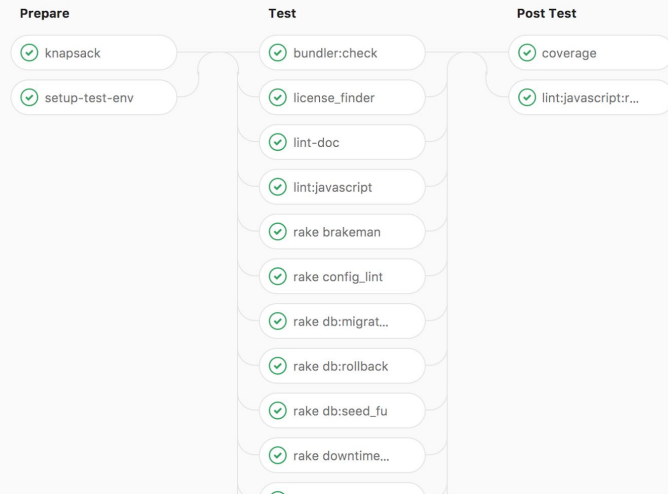 Prepare
knapsack
setup-test-env
Test
bundler:check
license_finder
lint-doc
lint:javascript
rake brakeman
rake config_lint
rake db:migrat...
rake db:rollback
rake db:seed_fu
rake downtime...
Post Test
coverage
lint:javascript:r...